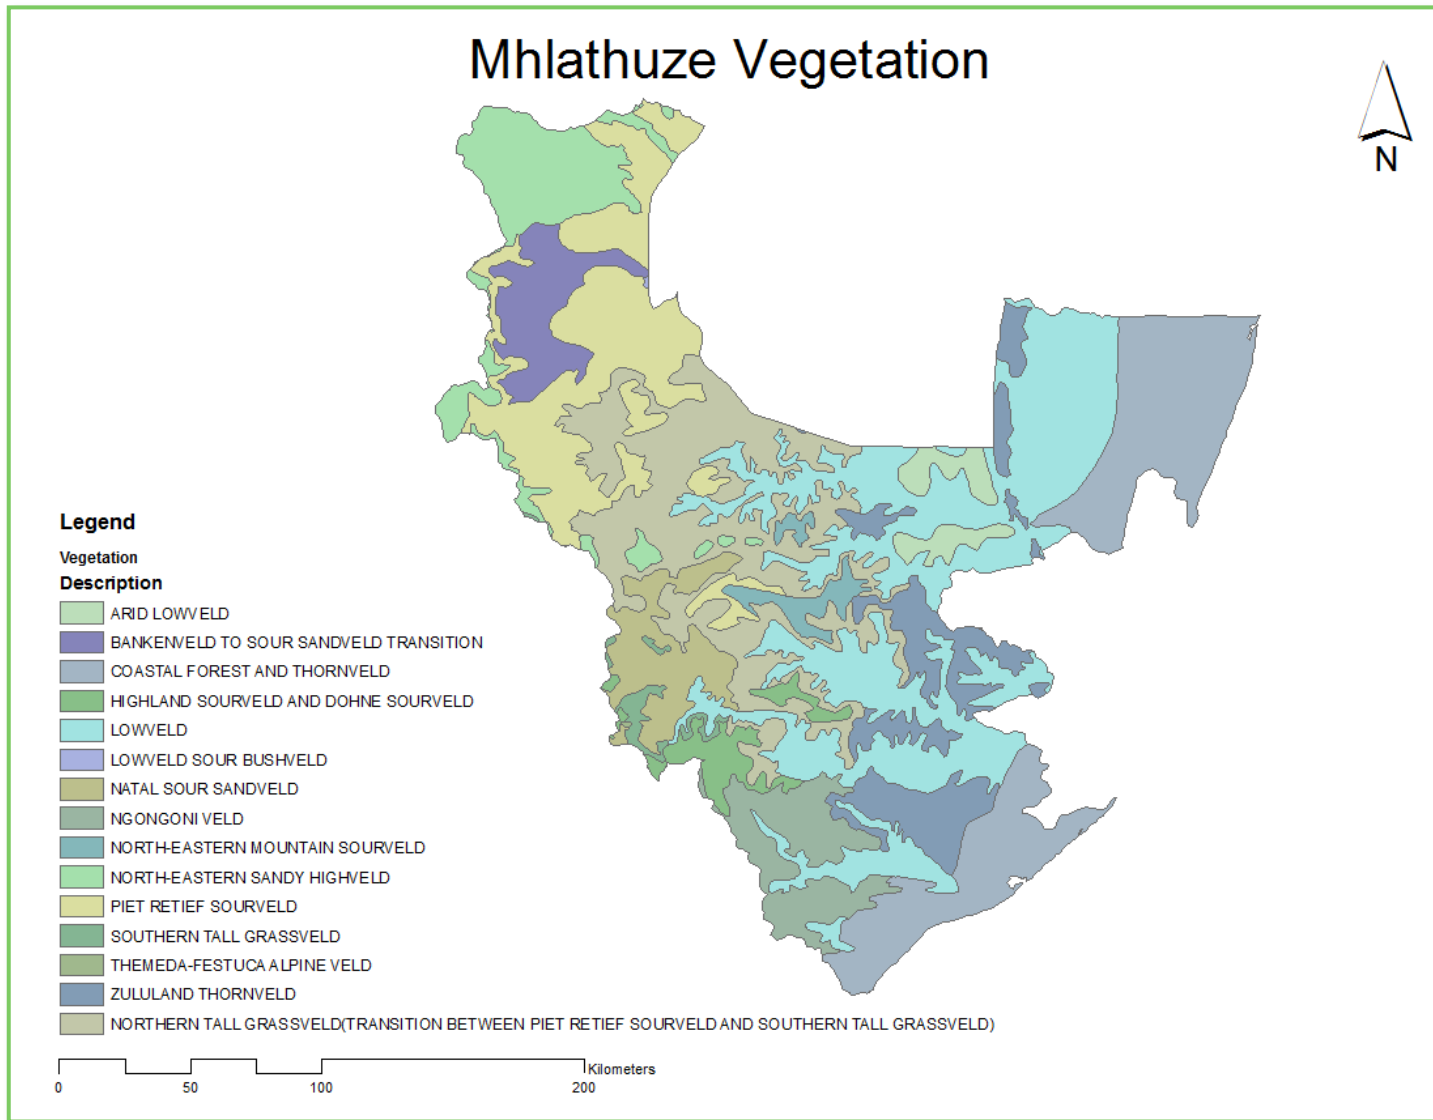 Mhlathuze Vegetation
N
Legend
Vegetation
Description
ARID LOWVELD
BANKENVELD TO SOUR SANDVELD TRANSITION
COASTAL FOREST AND THORNVELD
HIGHLAND SOURVELD AND DOHNE SOURVELD
LOWVELD
LOWVELD SOUR BUSHVELD
NATAL SOUR SANDVELD
NGONGONI VELD
NORTH-EASTERN MOUNTAIN SOURVELD
NORTH-EASTERN SANDY HIGHVELD
PIET RETIEF SOURVELD
SOUTHERN TALL GRASSVELD
THEMEDA-FESTUCA ALPINE VELD
ZULULAND THORNVELD
NORTHERN TALL GRASSVELD(TRANSITION BETWEEN PIET RETIEF SOURVELD AND SOUTHERN TALL GRASSVELD)
Kilometers
0 50 100 200